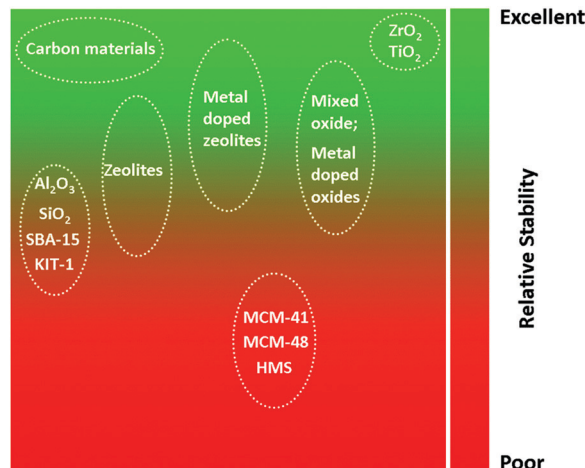 Excellent
ZrO₂
TiO₂
Carbon materials
Metal
doped
zeolites
Mixed
oxide;
Metal
doped
oxides
Zeolites
Al₂O₃
SiO₂
SBA-15
KIT-1
MCM-41
MCM-48
HMS
Relative Stability
Poor